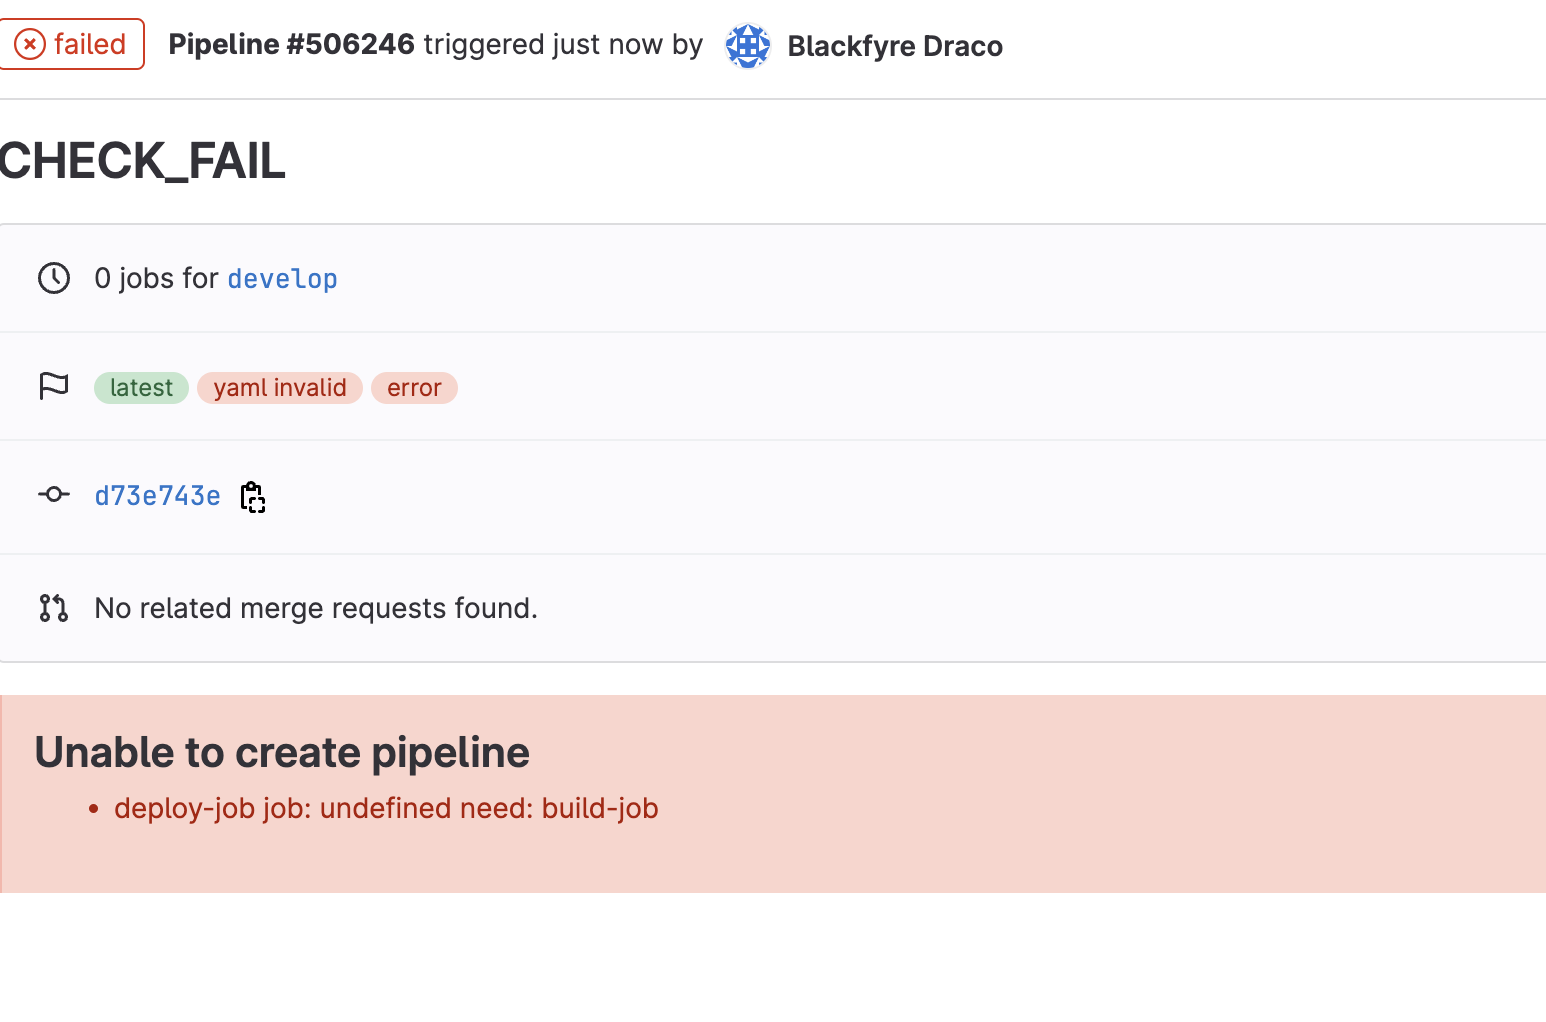 failed Pipeline #506246 triggered just now by Blackfyre Draco
CHECK_FAIL
0 jobs for develop
latest yaml invalid error
d73e743e
No related merge requests found.
Unable to create pipeline
• deploy-job job: undefined need: build-job